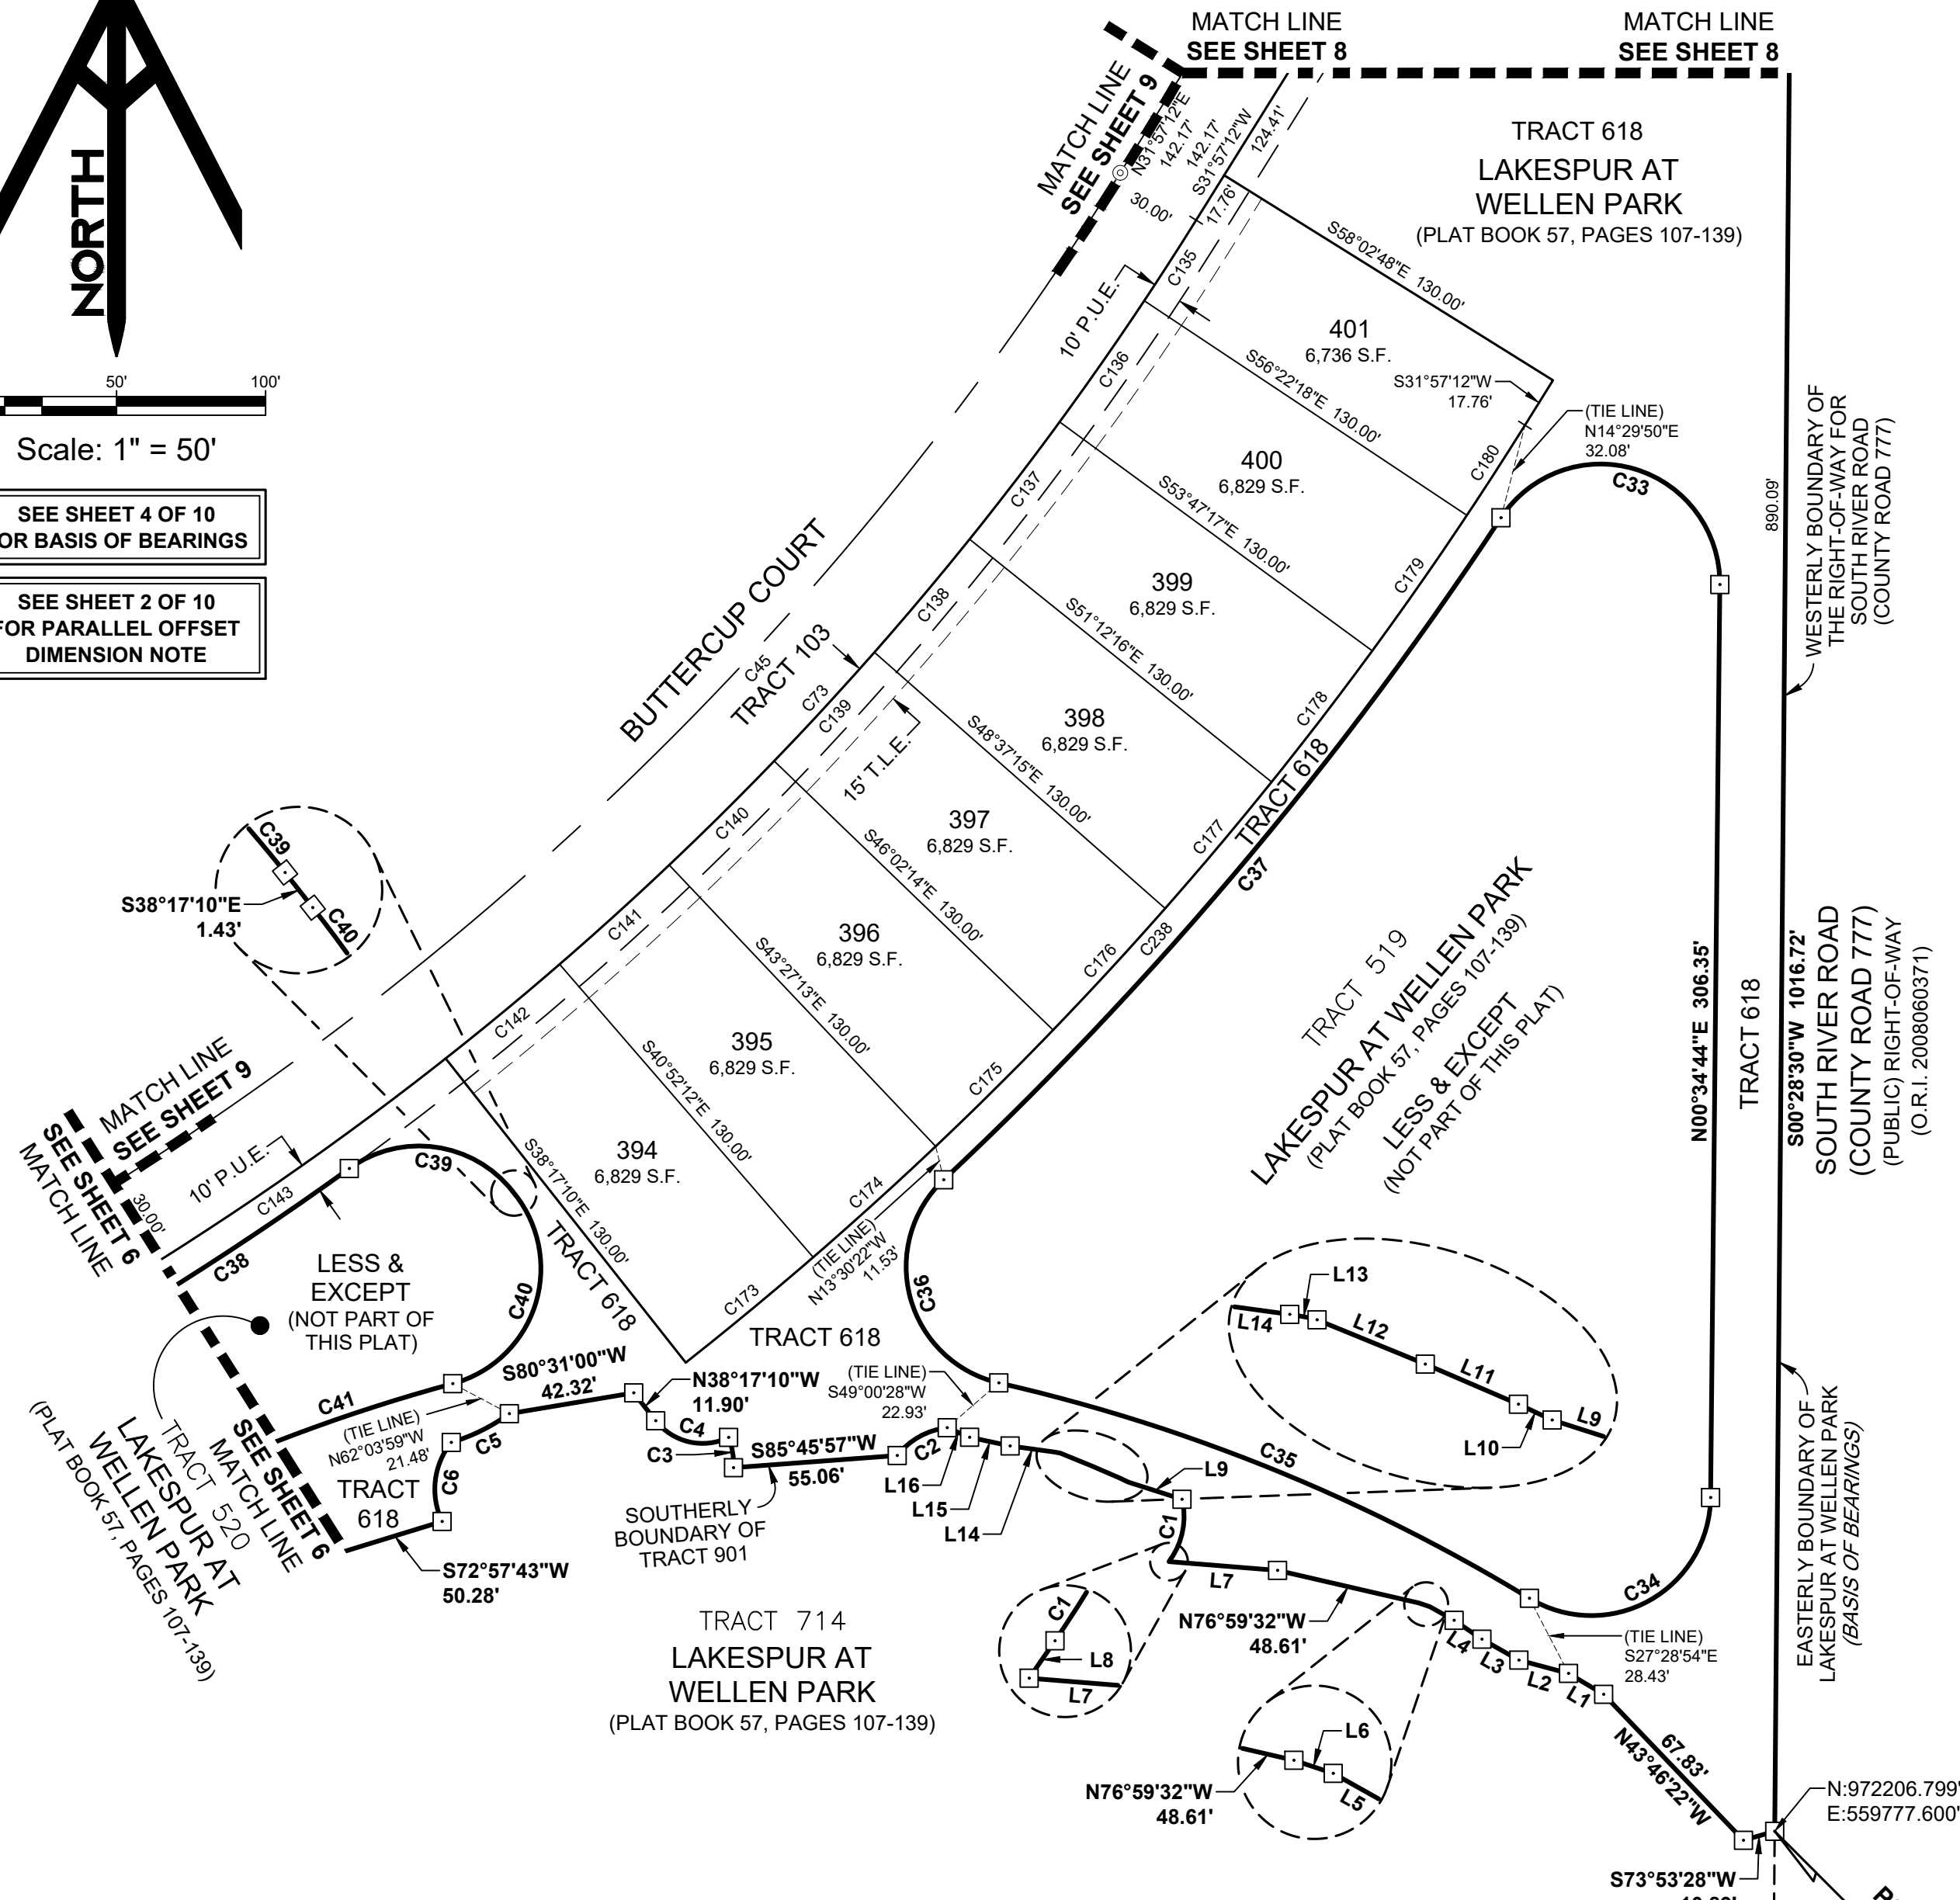 MATCH LINE
SEE SHEET 8
MATCH LINE
SEE SHEET 8
MATCH LINE
SEE SHEET 9
N31°57'12"E
142.17'
142.17'
S31°57'12"W
124.41'
17.76'
30.00'
TRACT 618
LAKESPUR AT
WELLEN PARK
(PLAT BOOK 57, PAGES 107-139)
NORTH
50'
100'
Scale: 1" = 50'
SEE SHEET 4 OF 10
OR BASIS OF BEARINGS
SEE SHEET 2 OF 10
FOR PARALLEL OFFSET
DIMENSION NOTE
S58°02'48"E 130.00'
C135
10' P.U.E.
401
6,736 S.F.
S31°57'12"W
17.76'
S56°22'18"E 130.00'
C136
(TIE LINE)
N14°29'50"E
32.08'
C180
C33
400
6,829 S.F.
S53°47'17"E 130.00'
C137
C179
399
6,829 S.F.
S51°12'16"E 130.00'
C138
C178
BUTTERCUP COURT
C45
TRACT 103
C73
C139
398
6,829 S.F.
S48°37'15"E 130.00'
15' T.L.E.
C177
TRACT 618
C37
C140
397
6,829 S.F.
S46°02'14"E 130.00'
C176
C238
C141
396
6,829 S.F.
S43°27'13"E 130.00'
C175
C142
395
6,829 S.F.
S40°52'12"E 130.00'
C174
394
6,829 S.F.
S38°17'10"E 130.00'
C173
890.09'
WESTERLY BOUNDARY OF
THE RIGHT-OF-WAY FOR
SOUTH RIVER ROAD
(COUNTY ROAD 777)
TRACT 519
LAKESPUR AT WELLEN PARK
(PLAT BOOK 57, PAGES 107-139)
LESS & EXCEPT
(NOT PART OF THIS PLAT)
N00°34'44"E 306.35'
TRACT 618
S00°28'30"W 1016.72'
SOUTH RIVER ROAD
(COUNTY ROAD 777)
(PUBLIC) RIGHT-OF-WAY
(O.R.I. 2008060371)
C39
S38°17'10"E
1.43'
C40
MATCH LINE
SEE SHEET 9
SEE SHEET 6
MATCH LINE
30.00'
10' P.U.E.
C143
C38
C39
C40
LESS &
EXCEPT
(NOT PART OF
THIS PLAT)
TRACT 618
(TIE LINE)
N13°30'22"W
11.53'
C36
TRACT 618
L13
L14
L12
L11
L10
L9
S80°31'00"W
42.32'
N38°17'10"W
11.90'
(TIE LINE)
S49°00'28"W
22.93'
C41
(TIE LINE)
N62°03'59"W
21.48'
C5
C6
C4
C3
S85°45'57"W
55.06'
C2
L16
L15
L14
L9
C35
C1
TRACT
618
SEE SHEET 6
MATCH LINE
TRACT 520
LAKESPUR AT
WELLEN PARK
(PLAT BOOK 57, PAGES 107-139)
SOUTHERLY
BOUNDARY OF
TRACT 901
S72°57'43"W
50.28'
TRACT 714
LAKESPUR AT
WELLEN PARK
(PLAT BOOK 57, PAGES 107-139)
C1
L8
L7
L7
N76°59'32"W
48.61'
L4
L3
L2
L1
C34
(TIE LINE)
S27°28'54"E
28.43'
EASTERLY BOUNDARY OF
LAKESPUR AT WELLEN PARK
(BASIS OF BEARINGS)
L6
N76°59'32"W
48.61'
L5
67.83'
N43°46'22"W
N:972206.799'
E:559777.600'
S73°53'28"W